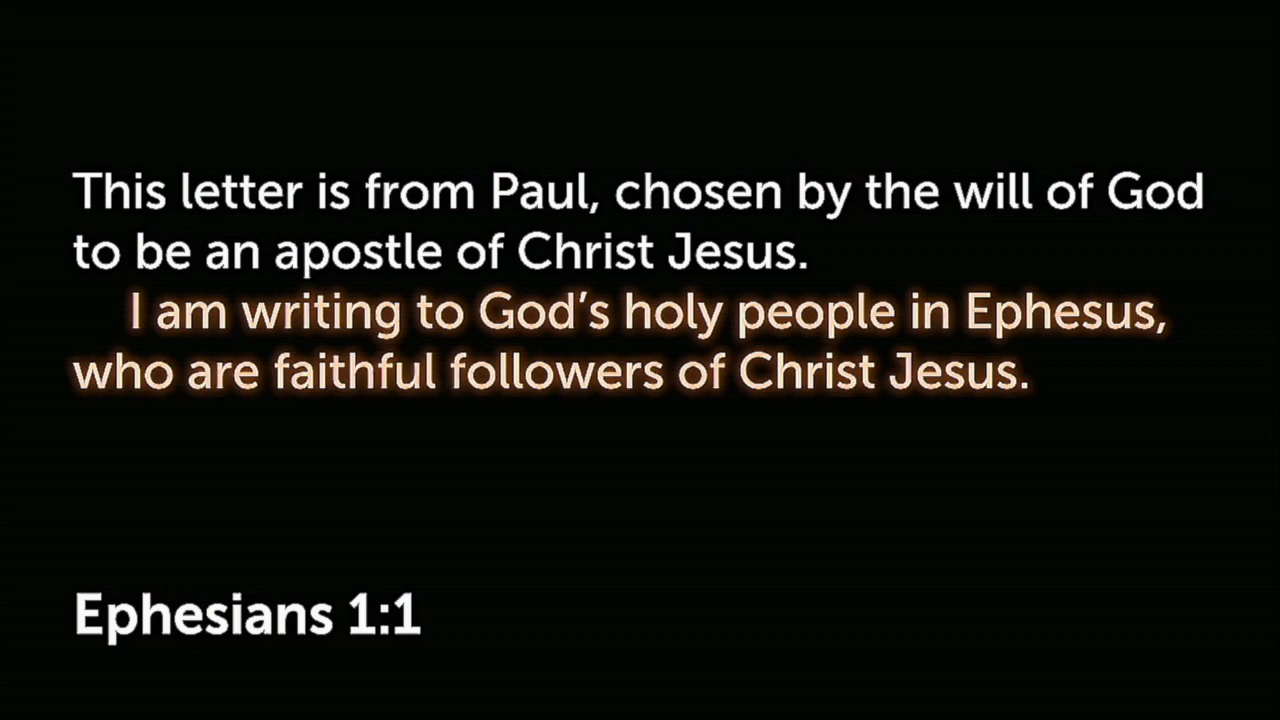 This letter is from Paul, chosen by the will of God
to be an apostle of Christ Jesus.
I am writing to God’s holy people in Ephesus,
who are faithful followers of Christ Jesus.
Ephesians 1:1